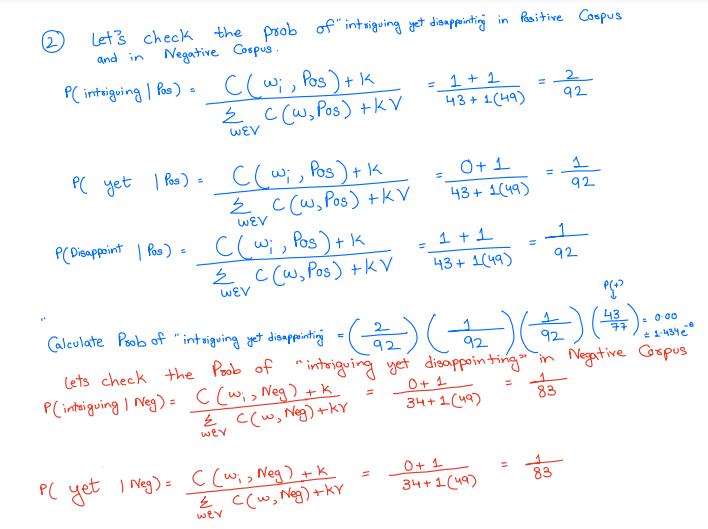 ② Let's check the prob of "intriguing yet disappointing in Positive Corpus
and in Negative Corpus.
P(intriguing | Pos) = C(wi, Pos) + k / Σ w∈V C(w, Pos) + kV = 1 + 1 / 43 + 1(49) = 2 / 92
P( yet | Pos) = C(wi, Pos) + k / Σ w∈V C(w, Pos) + kV = 0 + 1 / 43 + 1(49) = 1 / 92
P(Disappoint | Pos) = C(wi, Pos) + k / Σ w∈V C(w, Pos) + kV = 1 + 1 / 43 + 1(49) = 1 / 92
P(+)
↓
"
Calculate Prob of "intriguing yet disappointing = (2/92) (1/92) (1/92) (43/77) = 0.00
= 1.434e^-6
Lets check the Prob of "intriguing yet disappointing" in Negative Corpus
P(intriguing | Neg) = C(wi, Neg) + k / Σ w∈V C(w, Neg) + kV = 0 + 1 / 34 + 1(49) = 1 / 83
P( yet | Neg) = C(wi, Neg) + k / Σ w∈V C(w, Neg) + kV = 0 + 1 / 34 + 1(49) = 1 / 83